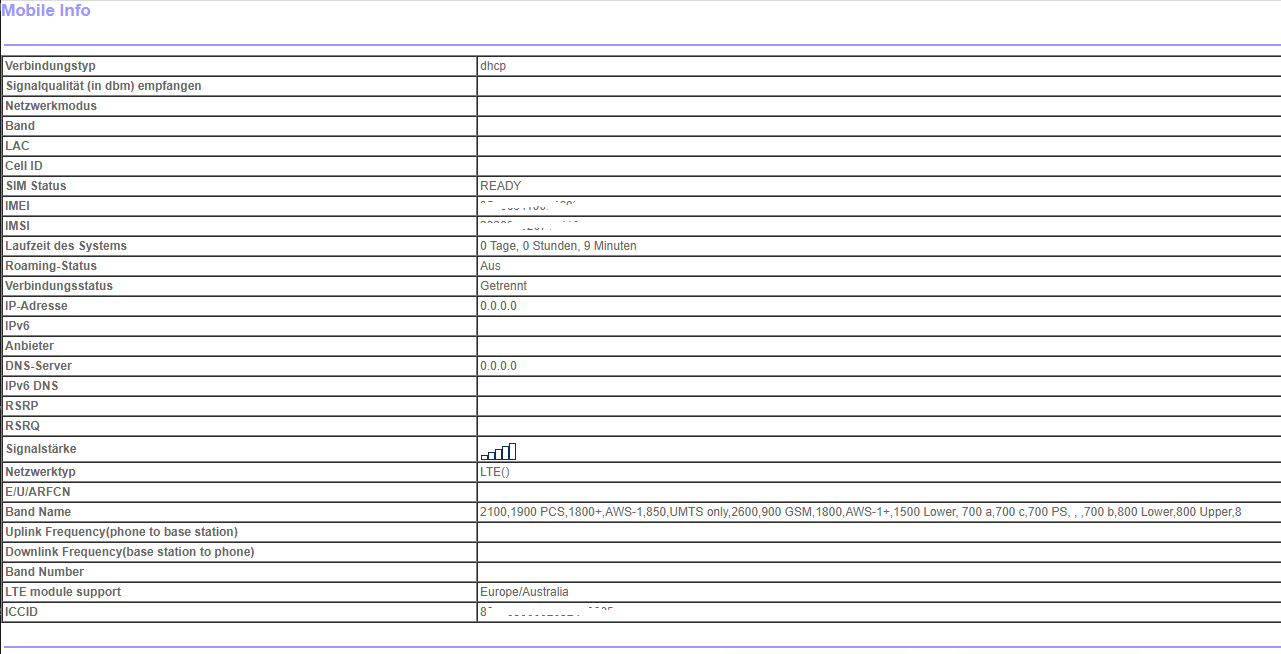 Mobile Info
Verbindungstyp dhcp
Signalqualität (in dbm) empfangen
Netzwerkmodus
Band
LAC
Cell ID
SIM Status READY
IMEI
IMSI
Laufzeit des Systems 0 Tage, 0 Stunden, 9 Minuten
Roaming-Status Aus
Verbindungsstatus Getrennt
IP-Adresse 0.0.0.0
IPv6
Anbieter
DNS-Server 0.0.0.0
IPv6 DNS
RSRP
RSRQ
Signalstärke
Netzwerktyp LTE()
E/U/ARFCN
Band Name 2100,1900 PCS,1800+,AWS-1,850,UMTS only,2600,900 GSM,1800,AWS-1+,1500 Lower, 700 a,700 c,700 PS, , ,700 b,800 Lower,800 Upper,8
Uplink Frequency(phone to base station)
Downlink Frequency(base station to phone)
Band Number
LTE module support Europe/Australia
ICCID